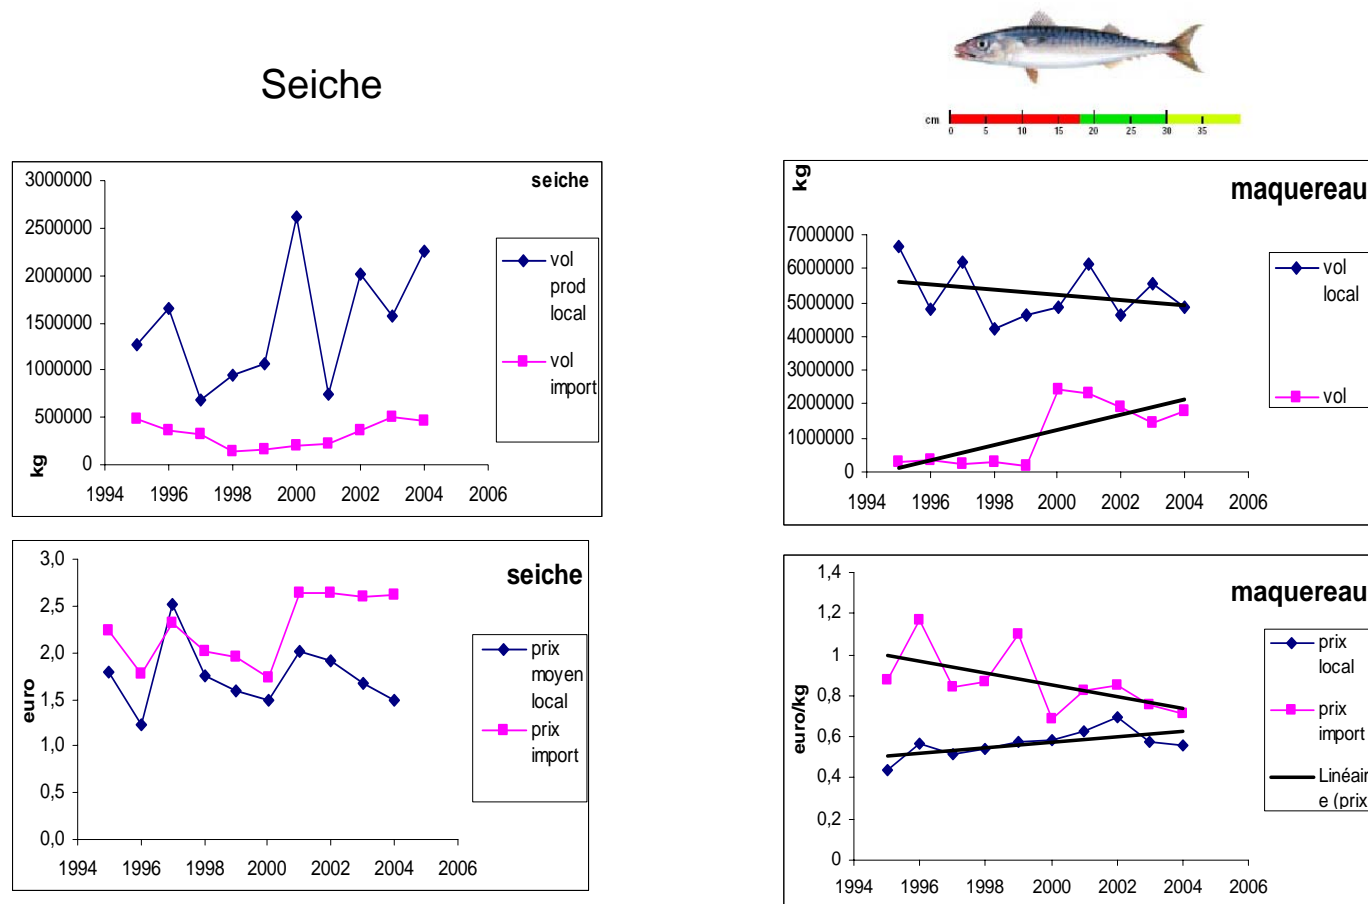 Seiche
cm
0 5 10 15 20 25 30 35
seiche
3000000
2500000
2000000
1500000
1000000
500000
0
kg
1994 1996 1998 2000 2002 2004 2006
vol
prod
local
vol
import
kg
maquereau
7000000
6000000
5000000
4000000
3000000
2000000
1000000
0
1994 1996 1998 2000 2002 2004 2006
vol
local
vol
seiche
3,0
2,5
2,0
1,5
1,0
0,5
0,0
euro
1994 1996 1998 2000 2002 2004 2006
prix
moyen
local
prix
import
maquereau
1,4
1,2
1
0,8
0,6
0,4
0,2
0
euro/kg
1994 1996 1998 2000 2002 2004 2006
prix
local
prix
import
Linéair
e (prix